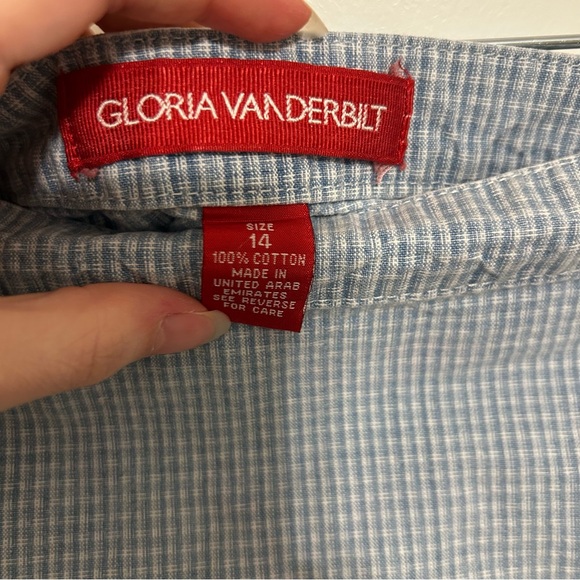 GLORIA VANDERBILT
SIZE
14
100% COTTON
MADE IN
UNITED ARAB
EMIRATES
SEE REVERSE
FOR CARE